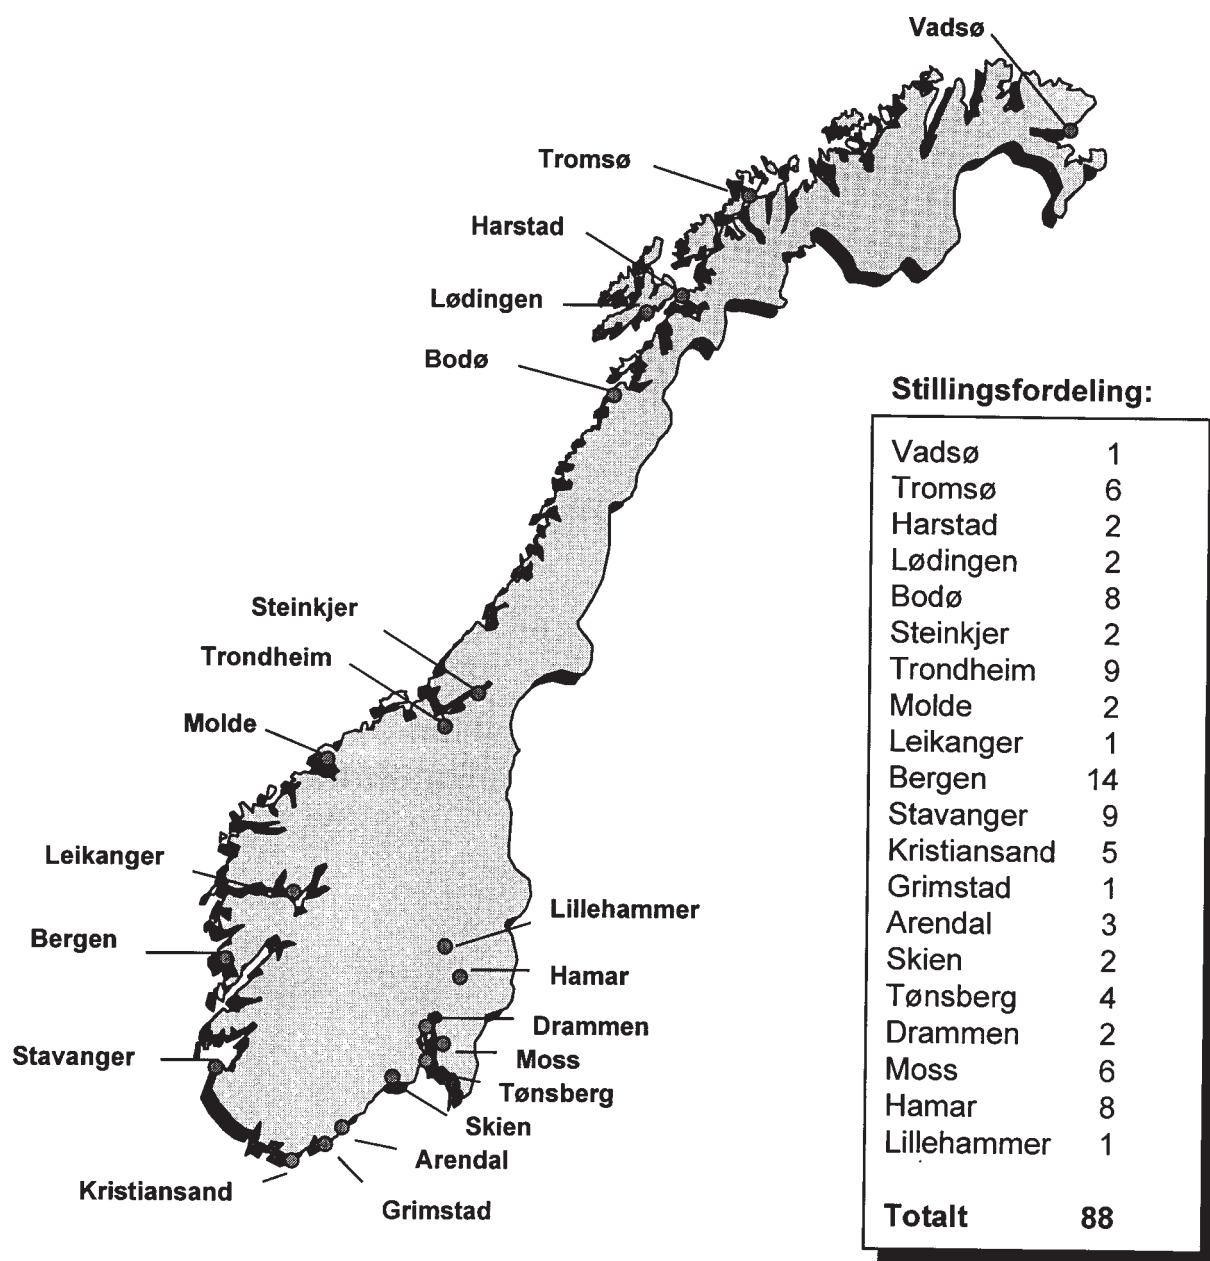 Vadsø
Tromsø
Harstad
Lødingen
Bodø
Steinkjer
Trondheim
Molde
Leikanger
Bergen
Stavanger
Kristiansand
Lillehammer
Hamar
Drammen
Moss
Tønsberg
Skien
Arendal
Grimstad
Stillingsfordeling:
Vadsø 1
Tromsø 6
Harstad 2
Lødingen 2
Bodø 8
Steinkjer 2
Trondheim 9
Molde 2
Leikanger 1
Bergen 14
Stavanger 9
Kristiansand 5
Grimstad 1
Arendal 3
Skien 2
Tønsberg 4
Drammen 2
Moss 6
Hamar 8
Lillehammer 1
Totalt 88